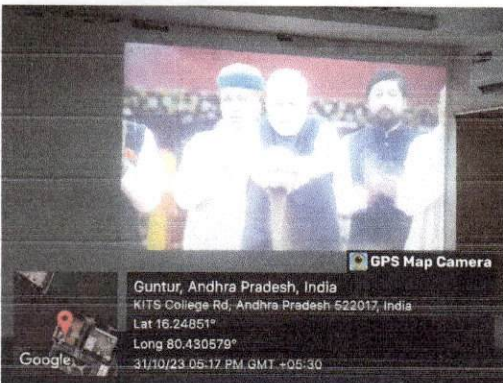 GPS Map Camera
Guntur, Andhra Pradesh, India
KITS College Rd, Andhra Pradesh 522017, India
Lat 16.24851°
Long 80.430579°
31/10/23 05:17 PM GMT +05:30
Google